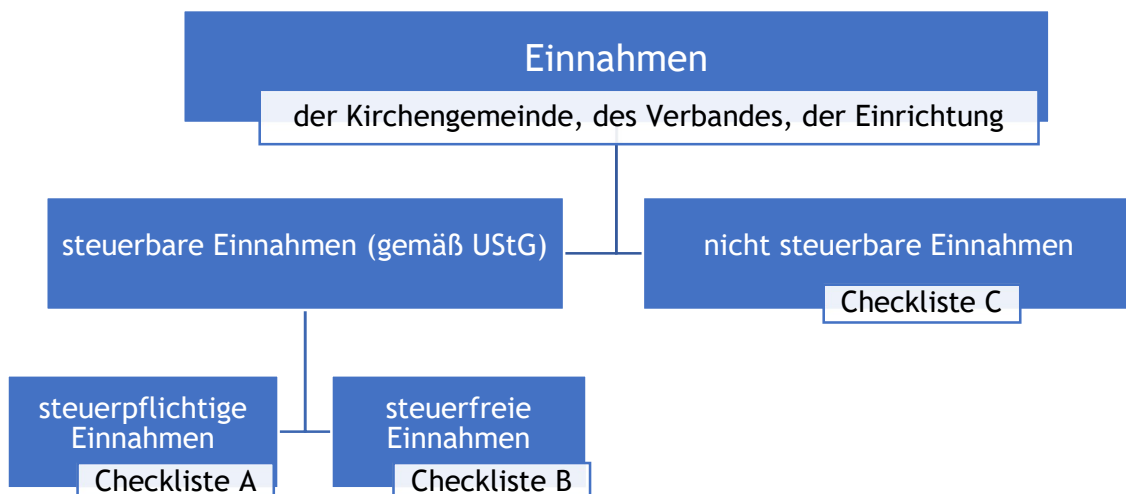 Einnahmen
der Kirchengemeinde, des Verbandes, der Einrichtung
steuerbare Einnahmen (gemäß UStG)
nicht steuerbare Einnahmen
Checkliste C
steuerpflichtige
Einnahmen
Checkliste A
steuerfreie
Einnahmen
Checkliste B